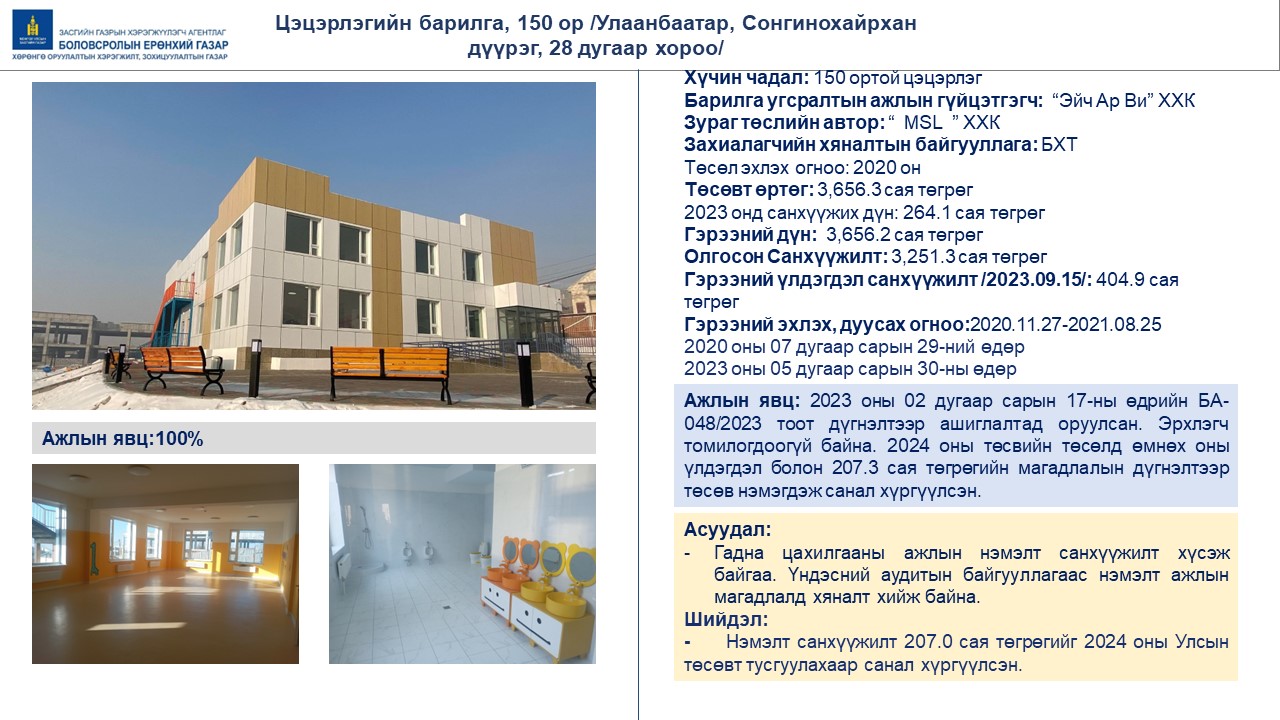 ЗАСГИЙН ГАЗРЫН ХЭРЭГЖҮҮЛЭГЧ АГЕНТЛАГ
БОЛОВСРОЛЫН ЕРӨНХИЙ ГАЗАР
ХӨРӨНГӨ ОРУУЛАЛТЫН ХЭРЭГЖИЛТ, ЗОХИЦУУЛАЛТЫН ГАЗАР
Цэцэрлэгийн барилга, 150 ор /Улаанбаатар, Сонгинохайрхан
дүүрэг, 28 дугаар хороо/
Ажлын явц:100%
Хүчин чадал: 150 ортой цэцэрлэг
Барилга угсралтын ажлын гүйцэтгэгч: “Эйч Ар Ви” ХХК
Зураг төслийн автор: “ MSL ” ХХК
Захиалагчийн хяналтын байгууллага: БХТ
Төсөл эхлэх огноо: 2020 он
Төсөвт өртөг: 3,656.3 сая төгрөг
2023 онд санхүүжих дүн: 264.1 сая төгрөг
Гэрээний дүн: 3,656.2 сая төгрөг
Олгосон Санхүүжилт: 3,251.3 сая төгрөг
Гэрээний үлдэгдэл санхүүжилт /2023.09.15/: 404.9 сая
төгрөг
Гэрээний эхлэх, дуусах огноо:2020.11.27-2021.08.25
2020 оны 07 дугаар сарын 29-ний өдөр
2023 оны 05 дугаар сарын 30-ны өдөр
Ажлын явц: 2023 оны 02 дугаар сарын 17-ны өдрийн БА-
048/2023 тоот дүгнэлтээр ашиглалтад оруулсан. Эрхлэгч
томилогдоогүй байна. 2024 оны төсвийн төсөлд өмнөх оны
үлдэгдэл болон 207.3 сая төгрөгийн магадлалын дүгнэлтээр
төсөв нэмэгдэж санал хүргүүлсэн.
Асуудал:
- Гадна цахилгааны ажлын нэмэлт санхүүжилт хүсэж
байгаа. Үндэсний аудитын байгууллагаас нэмэлт ажлын
магадлалд хяналт хийж байна.
Шийдэл:
- Нэмэлт санхүүжилт 207.0 сая төгрөгийг 2024 оны Улсын
төсөвт тусгуулахаар санал хүргүүлсэн.